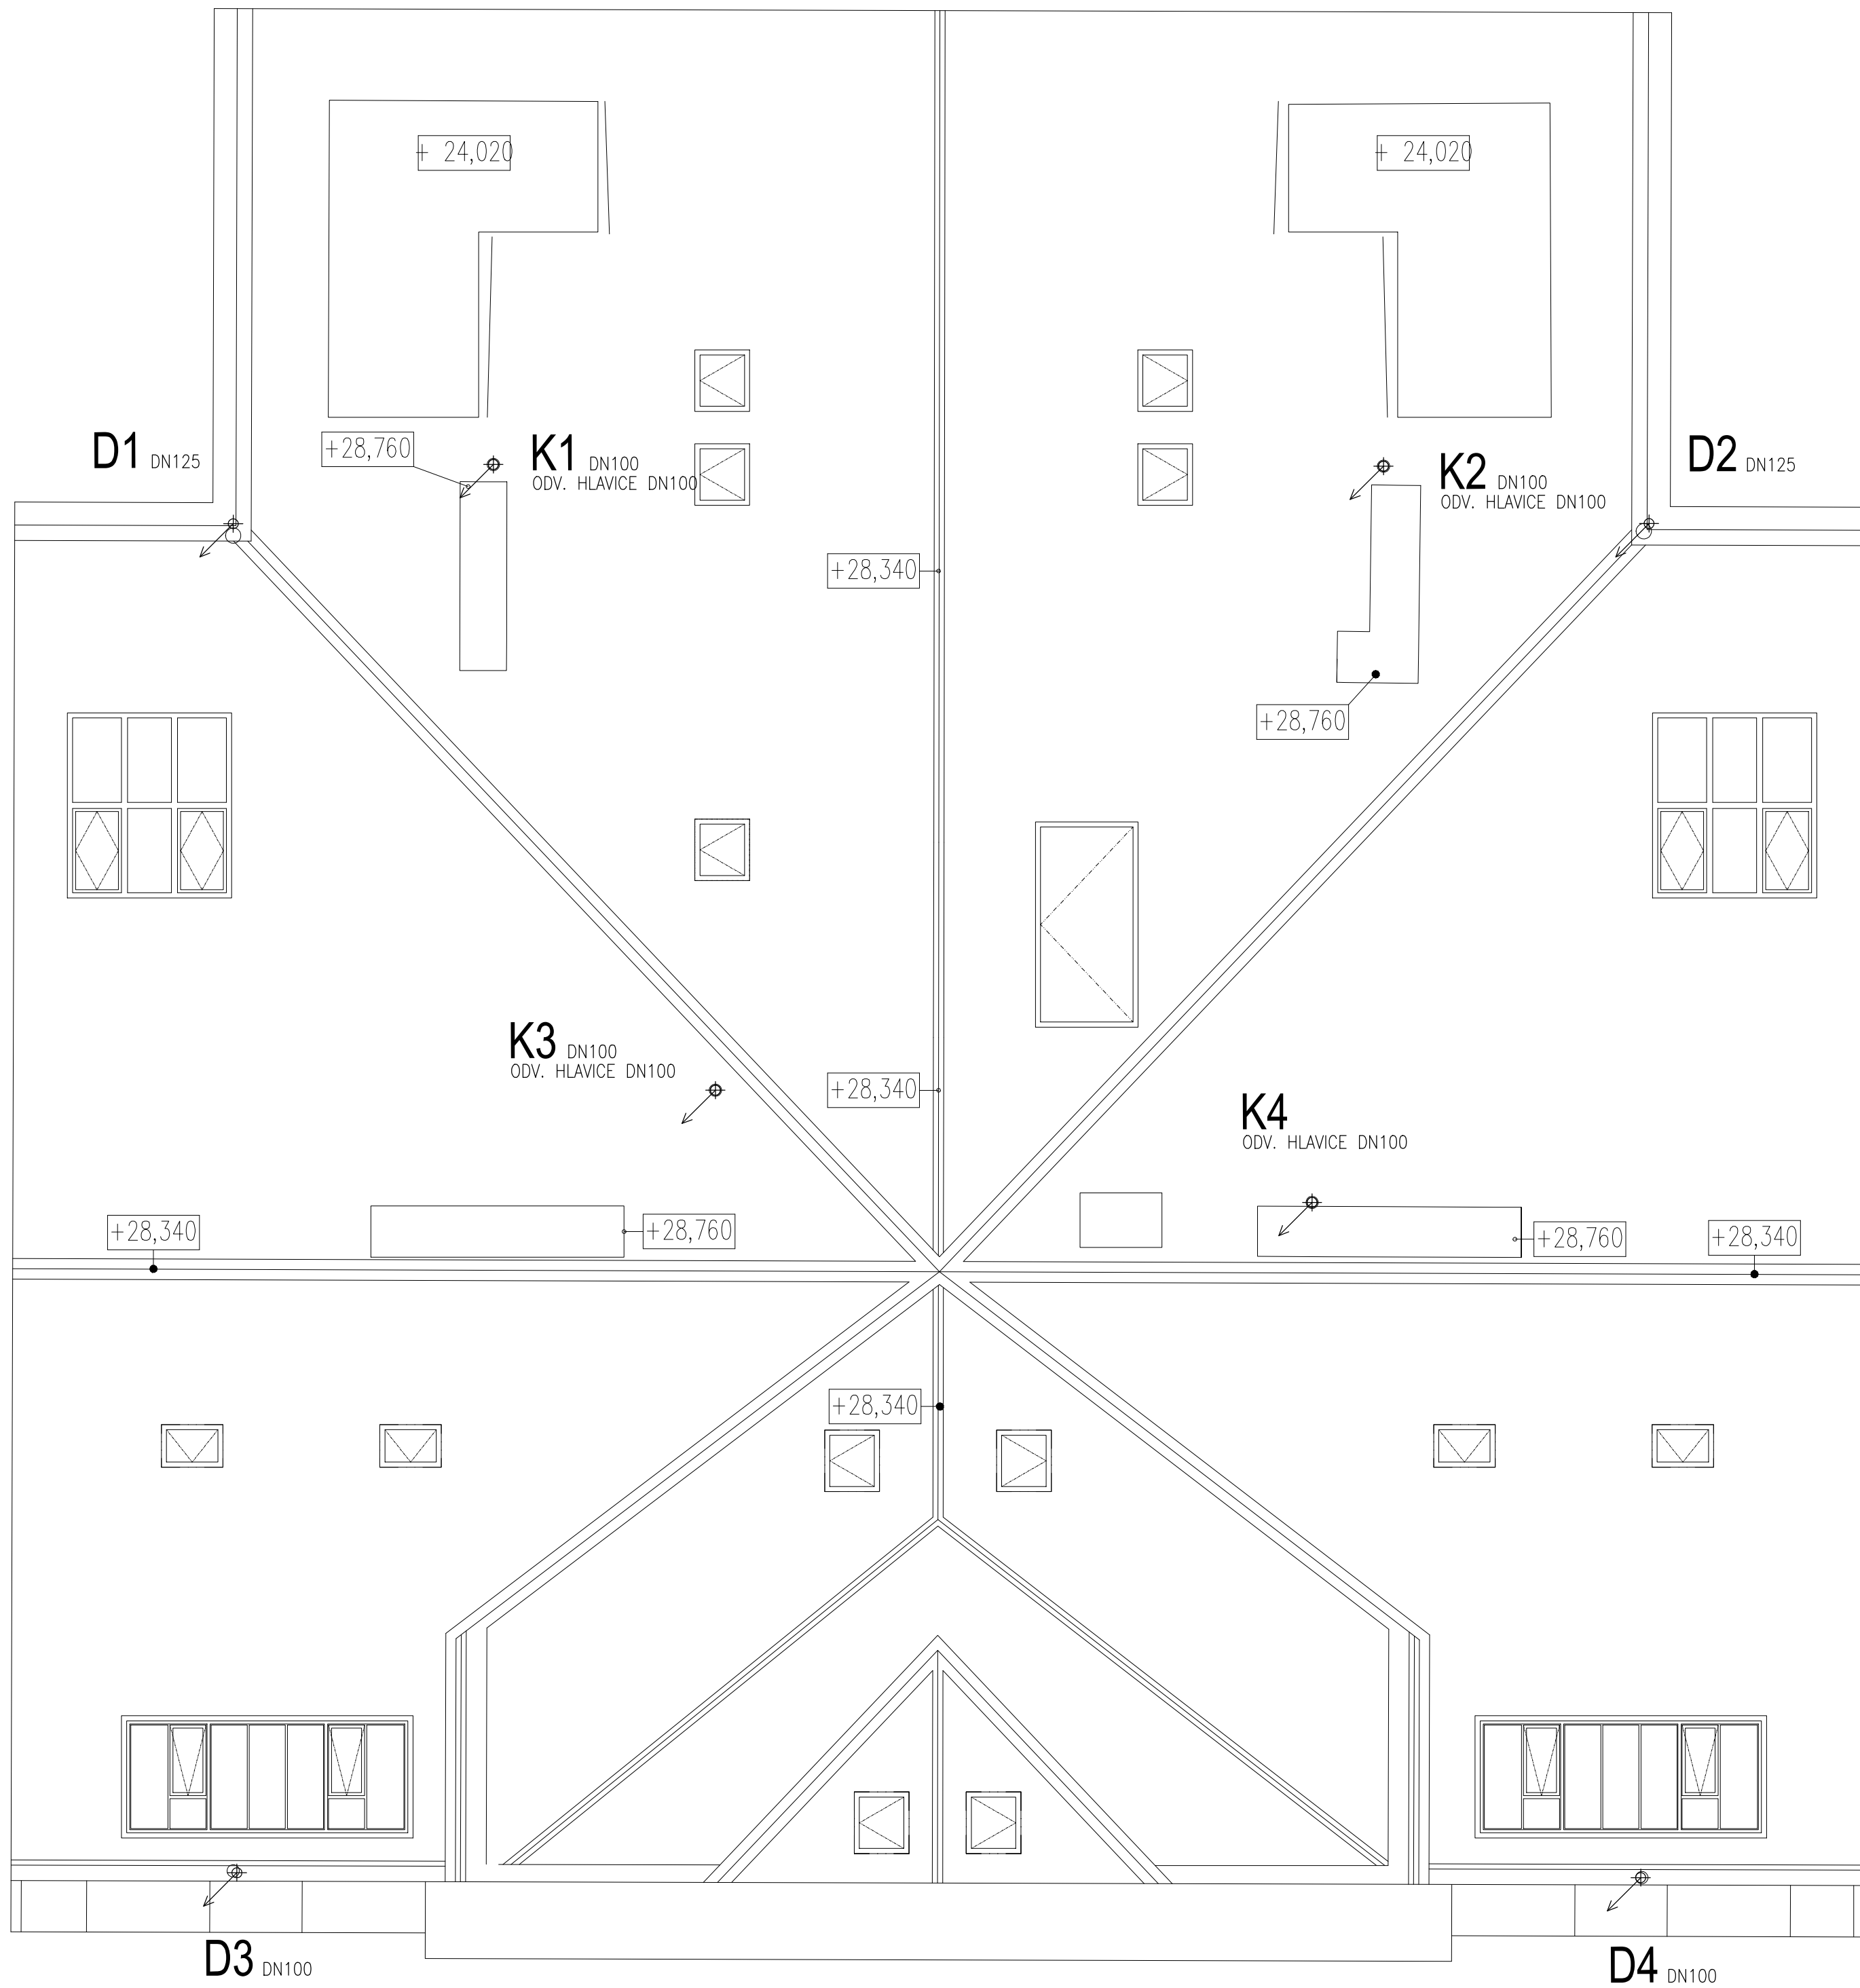 + 24,020
+ 24,020
D1 DN125
+28,760
K1 DN100
ODV. HLAVICE DN100
K2 DN100
ODV. HLAVICE DN100
D2 DN125
+28,340
+28,760
K3 DN100
ODV. HLAVICE DN100
+28,340
K4
ODV. HLAVICE DN100
+28,340
+28,760
+28,760
+28,340
+28,340
D3 DN100
D4 DN100